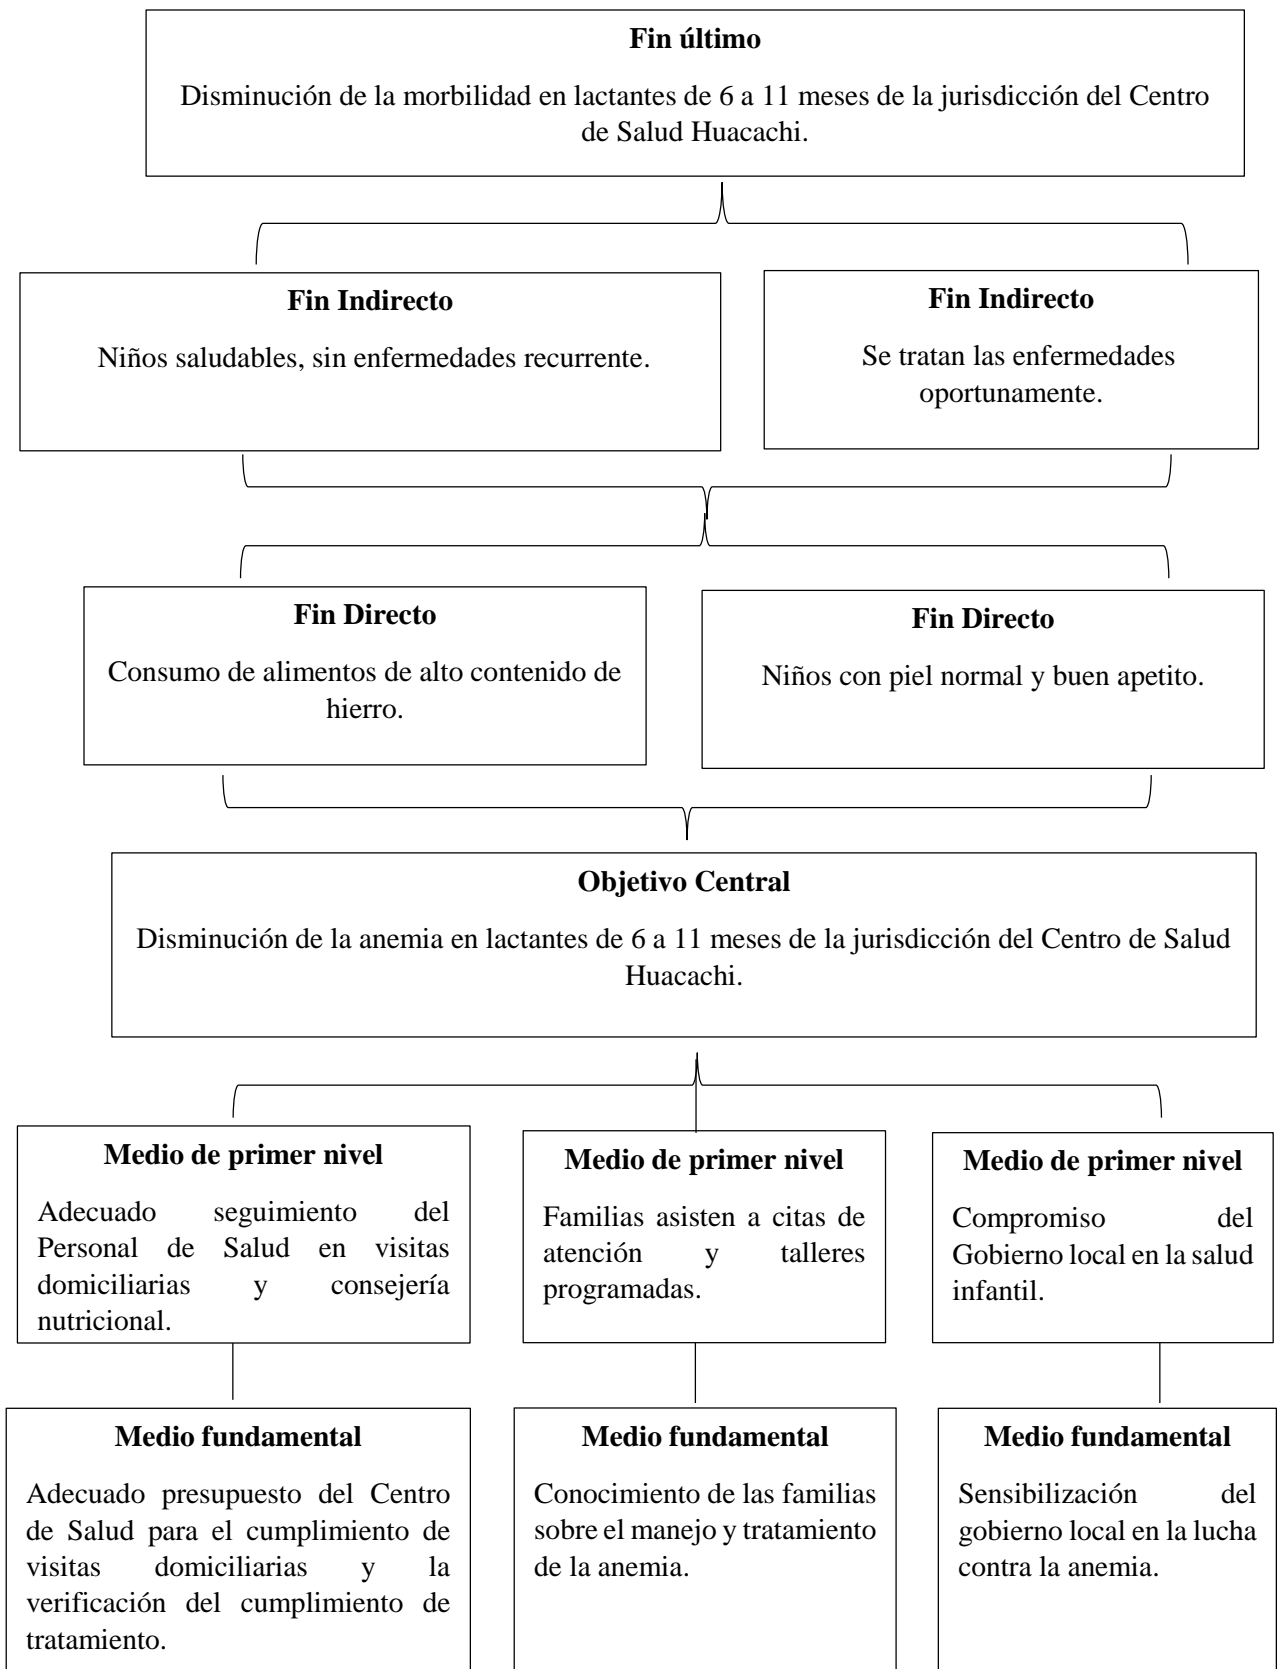 Fin último
Disminución de la morbilidad en lactantes de 6 a 11 meses de la jurisdicción del Centro
de Salud Huacachi.
Fin Indirecto
Niños saludables, sin enfermedades recurrente.
Fin Indirecto
Se tratan las enfermedades
oportunamente.
Fin Directo
Consumo de alimentos de alto contenido de
hierro.
Fin Directo
Niños con piel normal y buen apetito.
Objetivo Central
Disminución de la anemia en lactantes de 6 a 11 meses de la jurisdicción del Centro de Salud
Huacachi.
Medio de primer nivel
Adecuado seguimiento del
Personal de Salud en visitas
domiciliarias y consejería
nutricional.
Medio de primer nivel
Familias asisten a citas de
atención y talleres
programadas.
Medio de primer nivel
Compromiso del
Gobierno local en la salud
infantil.
Medio fundamental
Adecuado presupuesto del Centro
de Salud para el cumplimiento de
visitas domiciliarias y la
verificación del cumplimiento de
tratamiento.
Medio fundamental
Conocimiento de las familias
sobre el manejo y tratamiento
de la anemia.
Medio fundamental
Sensibilización del
gobierno local en la lucha
contra la anemia.